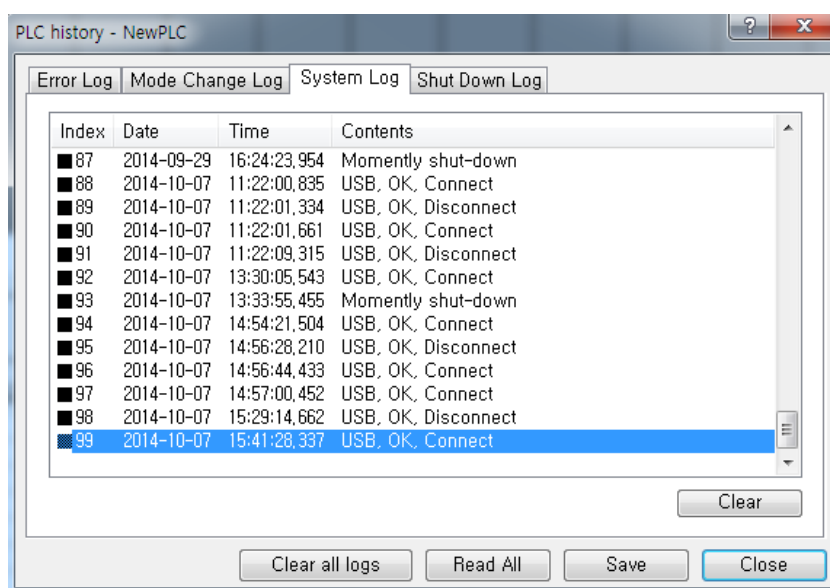 PLC history - NewPLC
Error Log Mode Change Log System Log Shut Down Log
Index Date Time Contents
87 2014-09-29 16:24:23,954 Momently shut-down
88 2014-10-07 11:22:00,835 USB, OK, Connect
89 2014-10-07 11:22:01,334 USB, OK, Disconnect
90 2014-10-07 11:22:01,661 USB, OK, Connect
91 2014-10-07 11:22:09,315 USB, OK, Disconnect
92 2014-10-07 13:30:05,543 USB, OK, Connect
93 2014-10-07 13:33:55,455 Momently shut-down
94 2014-10-07 14:54:21,504 USB, OK, Connect
95 2014-10-07 14:56:28,210 USB, OK, Disconnect
96 2014-10-07 14:56:44,433 USB, OK, Connect
97 2014-10-07 14:57:00,452 USB, OK, Connect
98 2014-10-07 15:29:14,662 USB, OK, Disconnect
99 2014-10-07 15:41:28,337 USB, OK, Connect
Clear
Clear all logs Read All Save Close